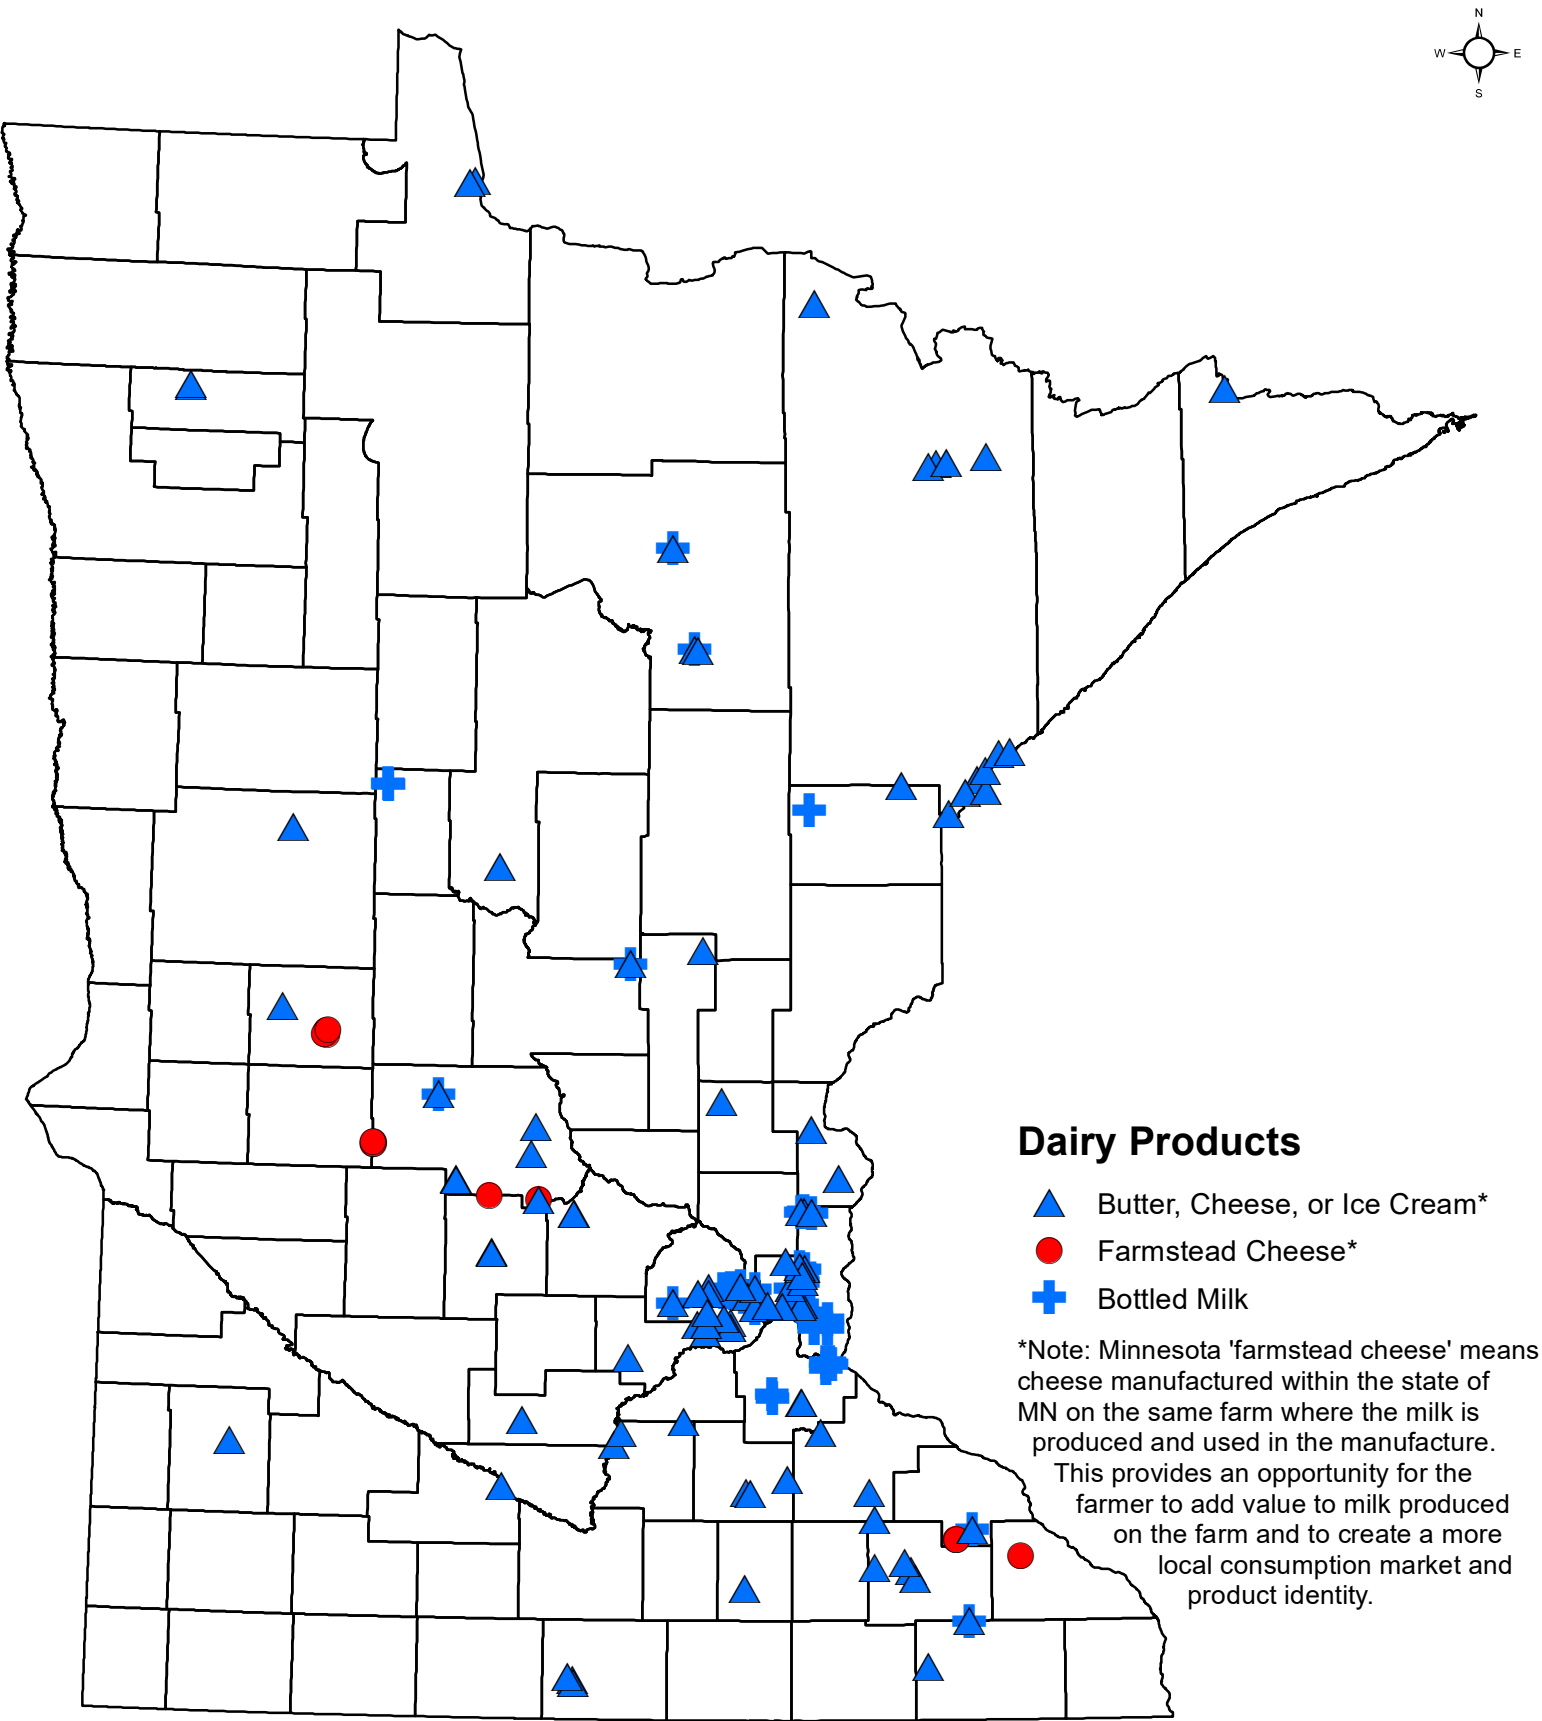 N
W E
S
Dairy Products
Butter, Cheese, or Ice Cream*
Farmstead Cheese*
Bottled Milk
*Note: Minnesota 'farmstead cheese' means
cheese manufactured within the state of
MN on the same farm where the milk is
produced and used in the manufacture.
This provides an opportunity for the
farmer to add value to milk produced
on the farm and to create a more
local consumption market and
product identity.